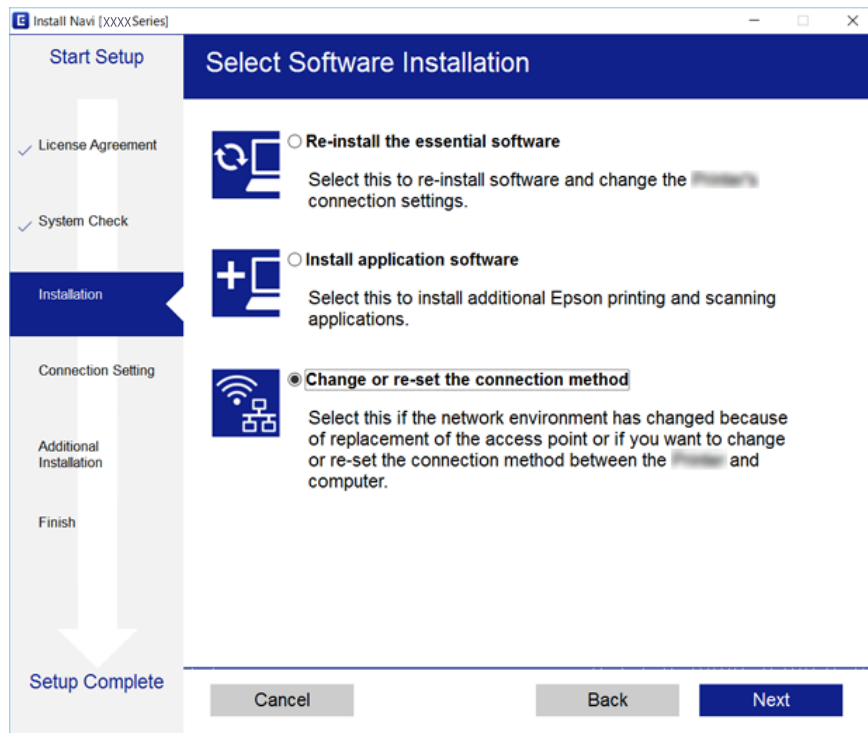 E Install Navi [XXXX Series]
Start Setup
Select Software Installation
License Agreement
System Check
Installation
Connection Setting
Additional
Installation
Finish
Setup Complete
Re-install the essential software
Select this to re-install software and change the
connection settings.
Install application software
Select this to install additional Epson printing and scanning
applications.
Change or re-set the connection method
Select this if the network environment has changed because
of replacement of the access point or if you want to change
or re-set the connection method between the and
computer.
Cancel
Back
Next